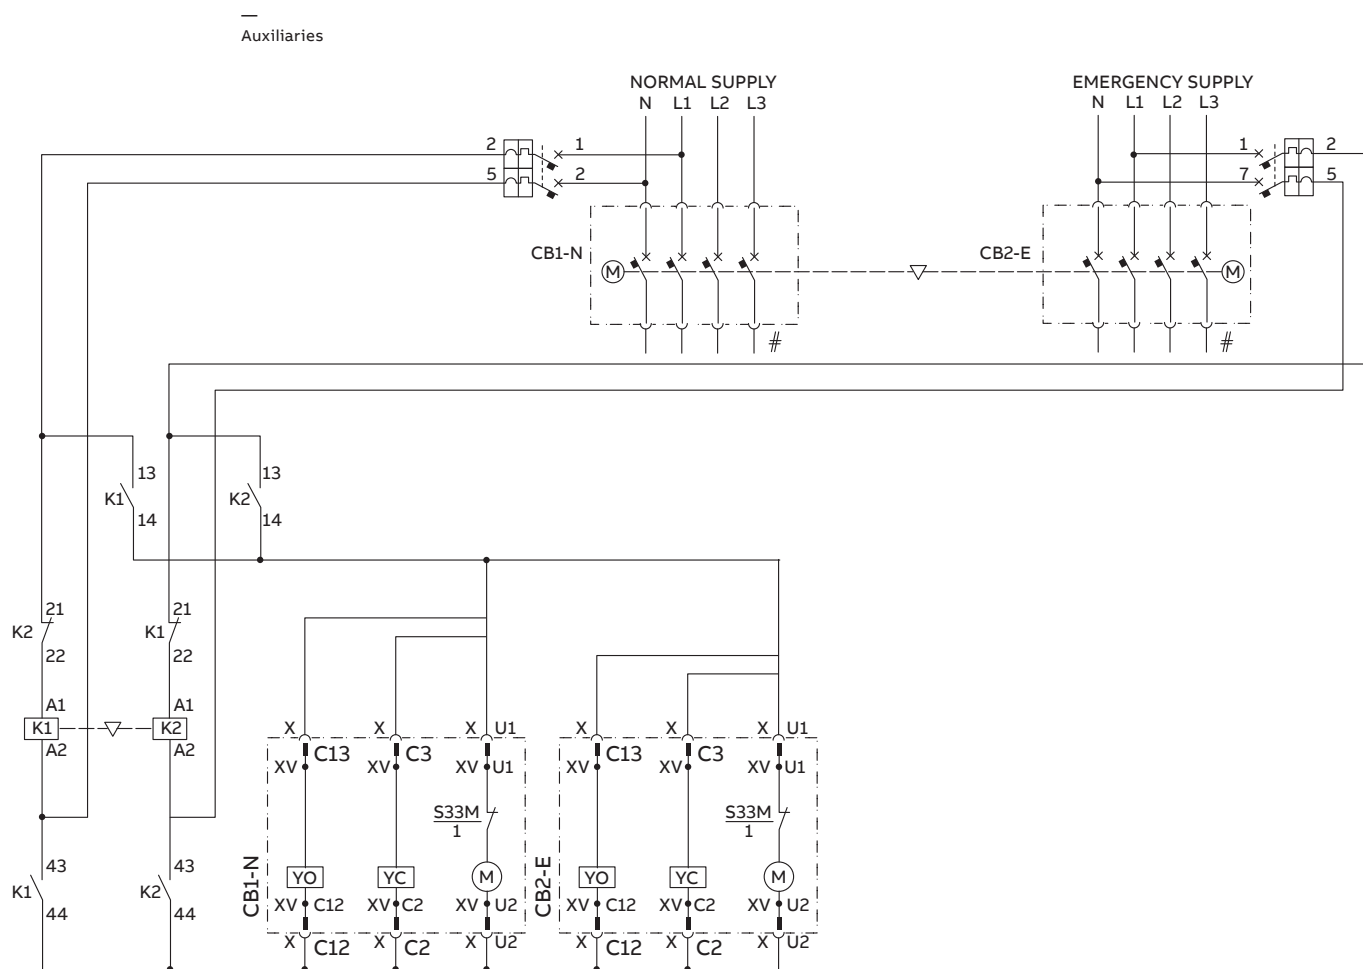 Auxiliaries
NORMAL SUPPLY
EMERGENCY SUPPLY
N L1 L2 L3
N L1 L2 L3
2 1
1 2
5 2
7 5
CB1-N
CB2-E
M
M
#
#
13
13
K1
K2
14
14
21
21
K2
K1
22
22
A1
A1
K1
K2
A2
A2
X X X U1
X X X U1
C13 C3
C13 C3
XV XV XV U1
XV XV XV U1
S33M
1
S33M
1
43
43
K1
K2
44
44
CB1-N
YO YC M
CB2-E
YO YC M
XV C12 XV C2 XV U2
XV C12 XV C2 XV U2
X C12 X C2 X U2
X C12 X C2 X U2